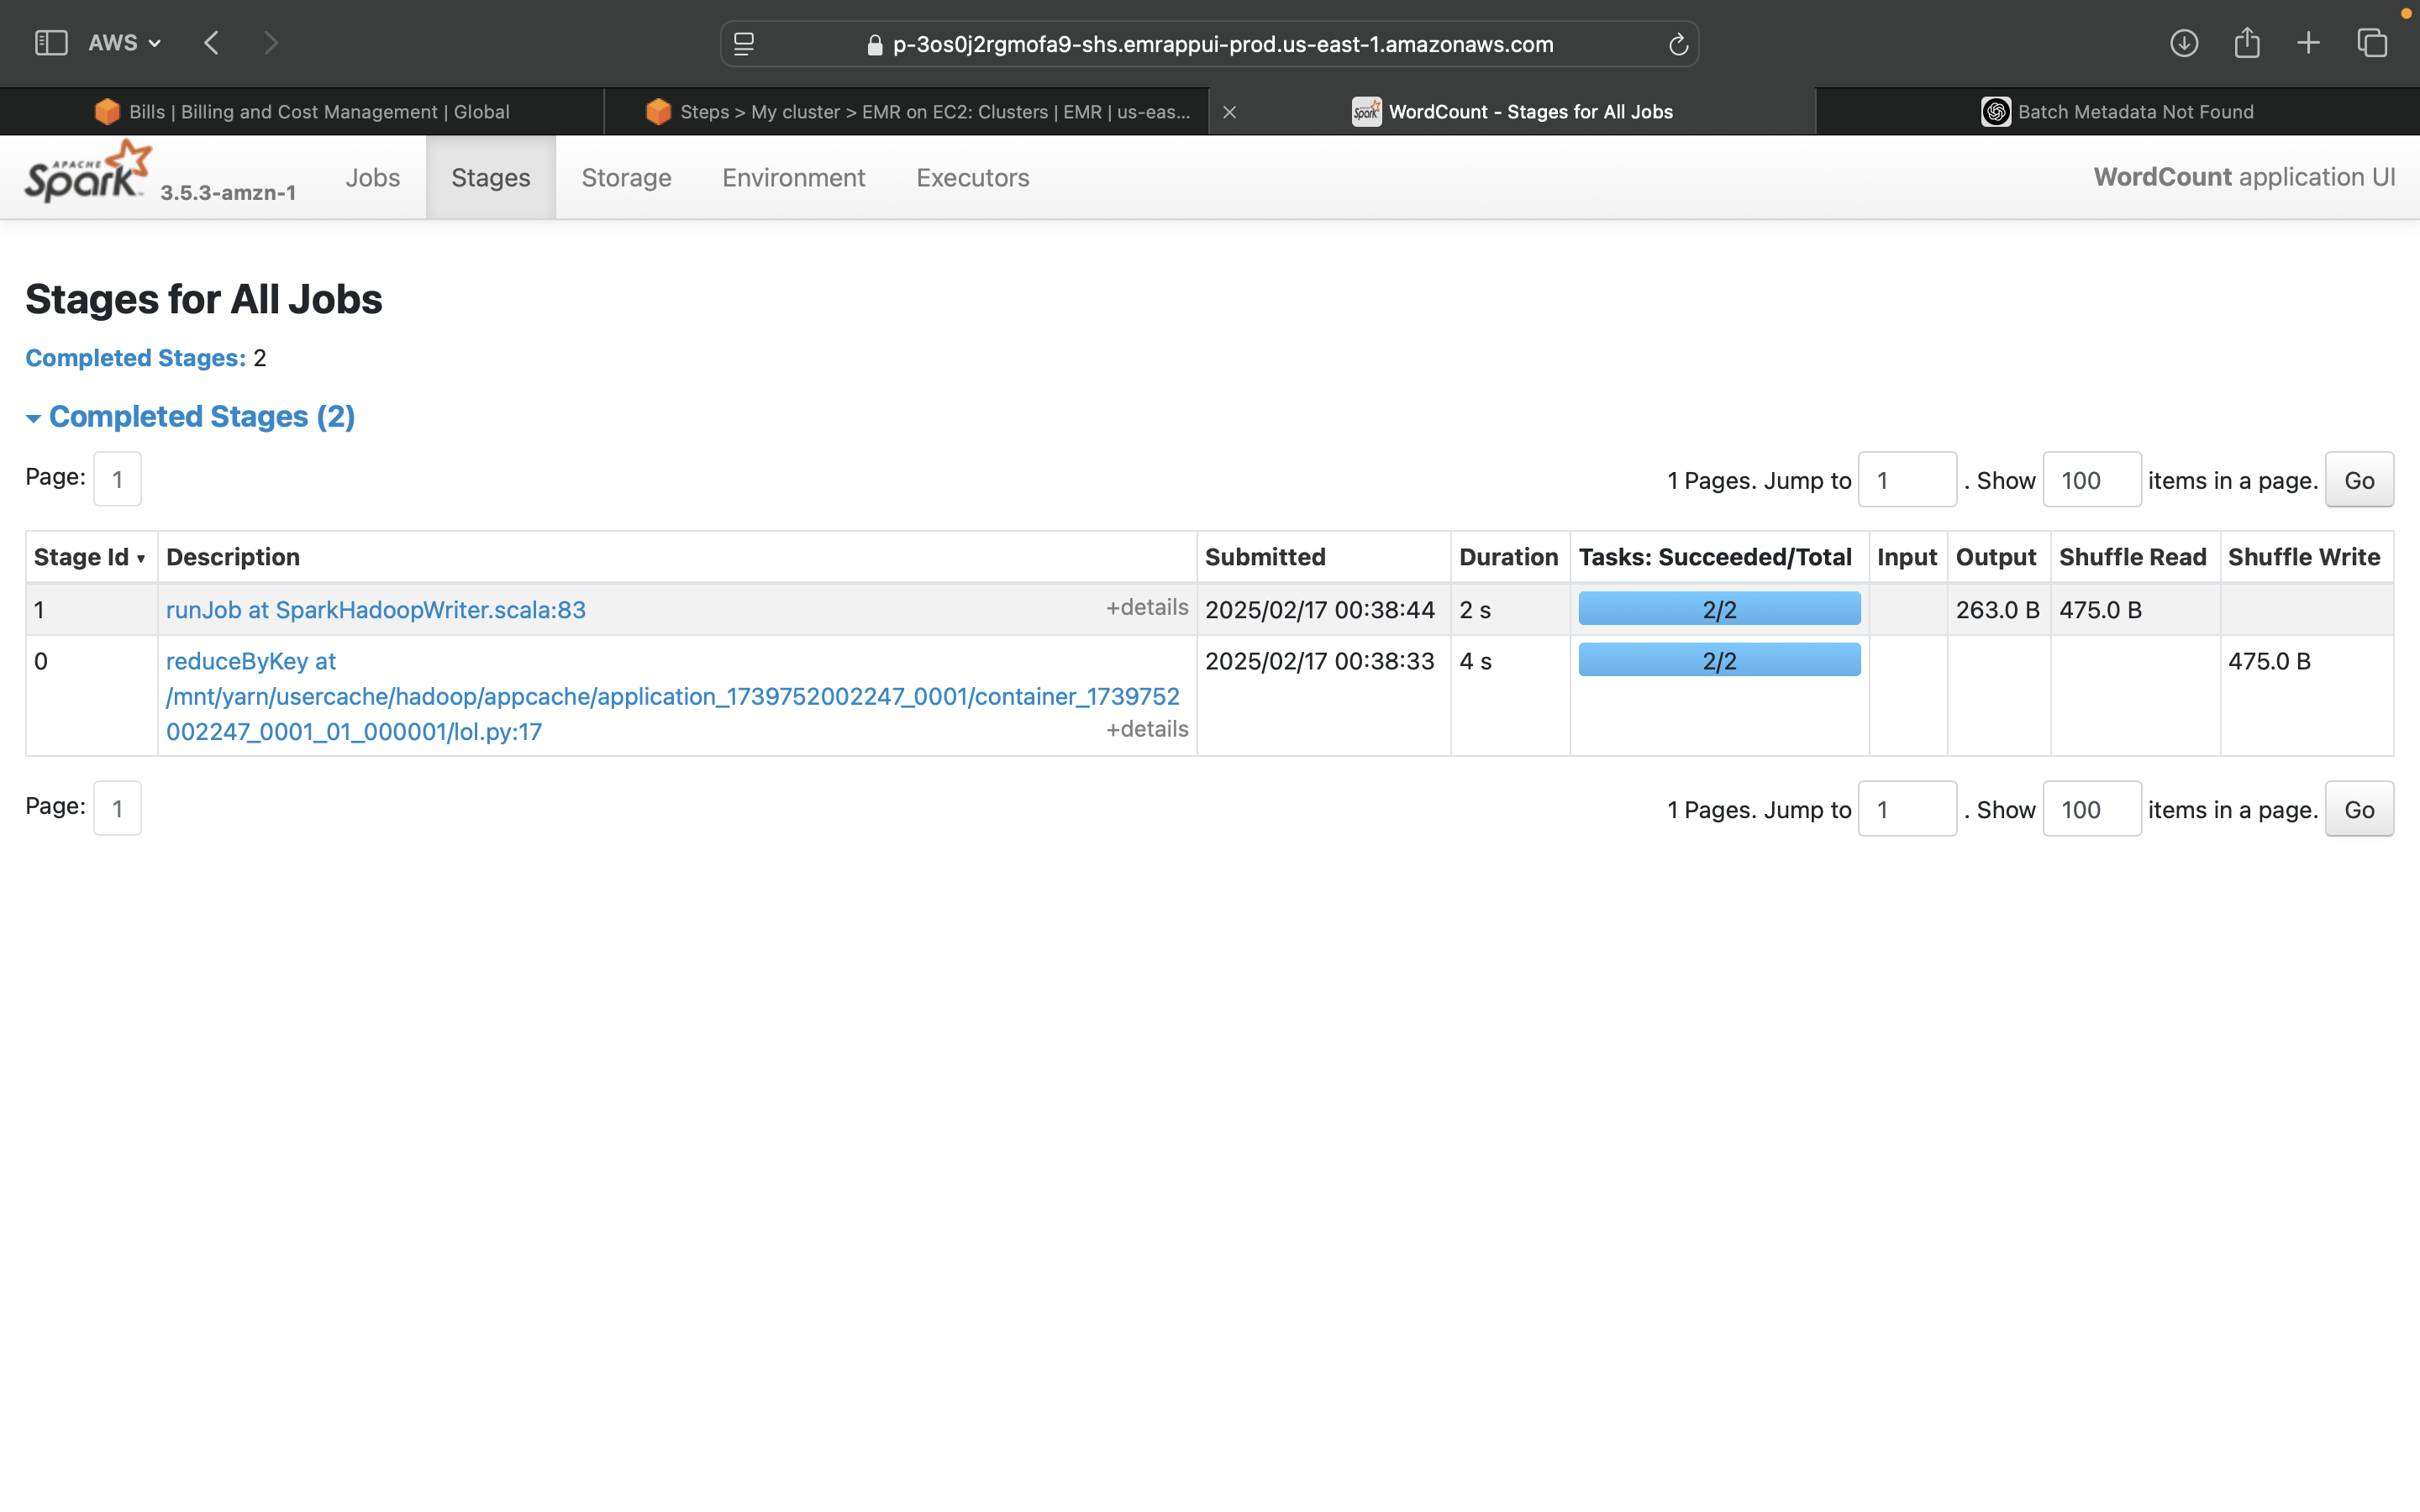 AWS
p-3os0j2rgmofa9-shs.emrappui-prod.us-east-1.amazonaws.com
Bills | Billing and Cost Management | Global
Steps > My cluster > EMR on EC2: Clusters | EMR | us-eas...
WordCount - Stages for All Jobs
Batch Metadata Not Found
APACHE Spark 3.5.3-amzn-1
Jobs
Stages
Storage
Environment
Executors
WordCount application UI
Stages for All Jobs
Completed Stages: 2
Completed Stages (2)
Page: 1
1 Pages. Jump to 1 . Show 100 items in a page. Go
Stage Id ▾ Description Submitted Duration Tasks: Succeeded/Total Input Output Shuffle Read Shuffle Write
1 runJob at SparkHadoopWriter.scala:83 +details 2025/02/17 00:38:44 2 s 2/2 263.0 B 475.0 B
0 reduceByKey at 2025/02/17 00:38:33 4 s 2/2 475.0 B
/mnt/yarn/usercache/hadoop/appcache/application_1739752002247_0001/container_1739752
002247_0001_01_000001/lol.py:17 +details
Page: 1
1 Pages. Jump to 1 . Show 100 items in a page. Go